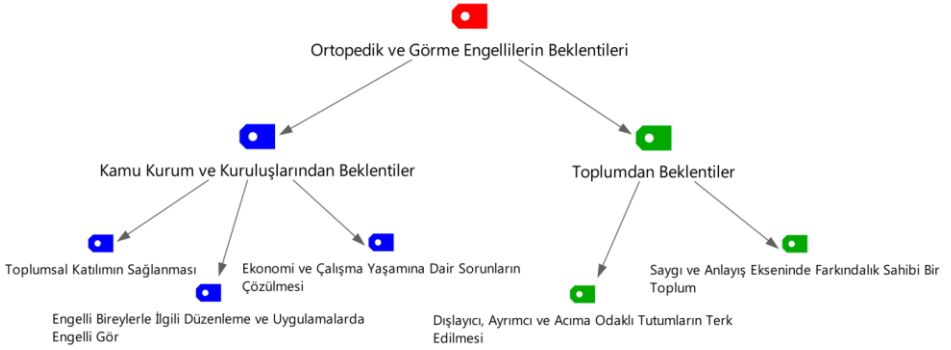 Ortopedik ve Görme Engellilerin Beklentileri
Kamu Kurum ve Kuruluşlarından Beklentiler
Toplumdan Beklentiler
Toplumsal Katılımın Sağlanması
Ekonomi ve Çalışma Yaşamına Dair Sorunların
Çözülmesi
Saygı ve Anlayış Ekseninde Farkındalık Sahibi Bir
Toplum
Engelli Bireylerle İlgili Düzenleme ve Uygulamalarda
Engelli Gör
Dışlayıcı, Ayrımcı ve Acıma Odaklı Tutumların Terk
Edilmesi